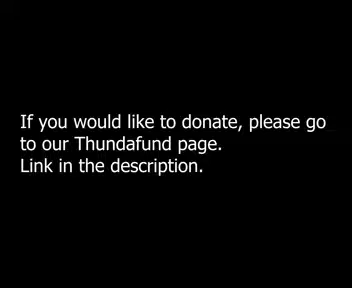 If you would like to donate, please go
to our Thundafund page.
Link in the description.